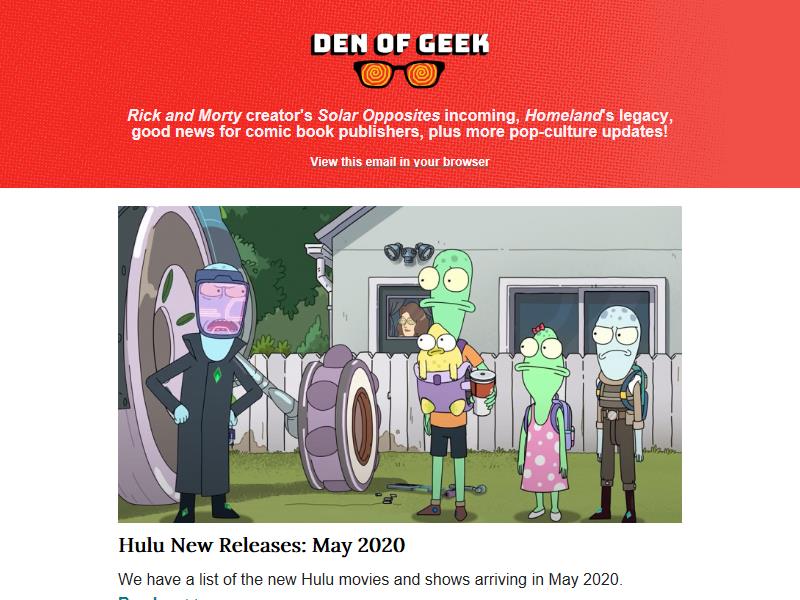 DEN OF GEEK
Rick and Morty creator's Solar Opposites incoming, Homeland's legacy,
good news for comic book publishers, plus more pop-culture updates!
View this email in your browser
Hulu New Releases: May 2020
We have a list of the new Hulu movies and shows arriving in May 2020.